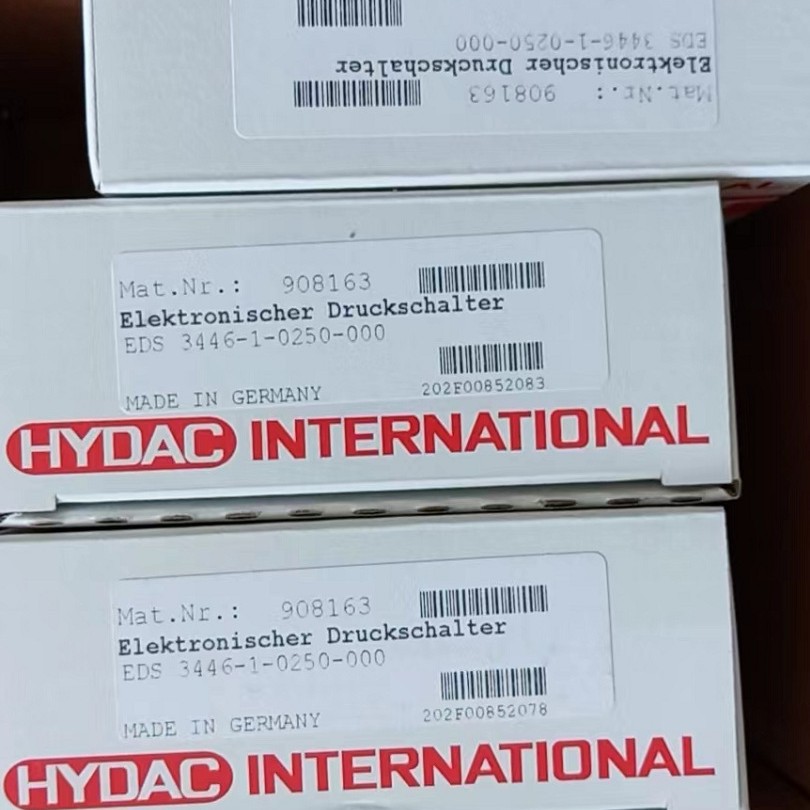 EDS 3446-1-0250-000
Elektronischer Druckschalter
Mat.Nr.: 908163
Mat.Nr.: 908163
Elektronischer Druckschalter
EDS 3446-1-0250-000
202F00852083
MADE IN GERMANY
HYDAC INTERNATIONAL
Mat.Nr.: 908163
Elektronischer Druckschalter
EDS 3446-1-0250-000
202F00852078
MADE IN GERMANY
HYDAC INTERNATIONAL